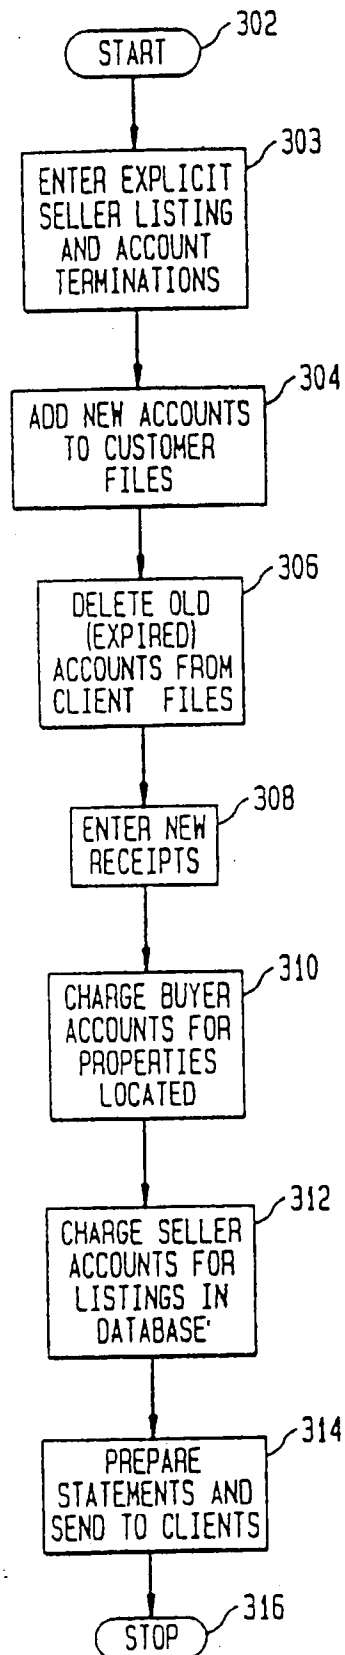 302
START
303
ENTER EXPLICIT
SELLER LISTING
AND ACCOUNT
TERMINATIONS
304
ADD NEW ACCOUNTS
TO CUSTOMER
FILES
306
DELETE OLD
(EXPIRED)
ACCOUNTS FROM
CLIENT FILES
308
ENTER NEW
RECEIPTS
310
CHARGE BUYER
ACCOUNTS FOR
PROPERTIES
LOCATED
312
CHARGE SELLER
ACCOUNTS FOR
LISTINGS IN
DATABASE
314
PREPARE
STATEMENTS AND
SEND TO CLIENTS
316
STOP